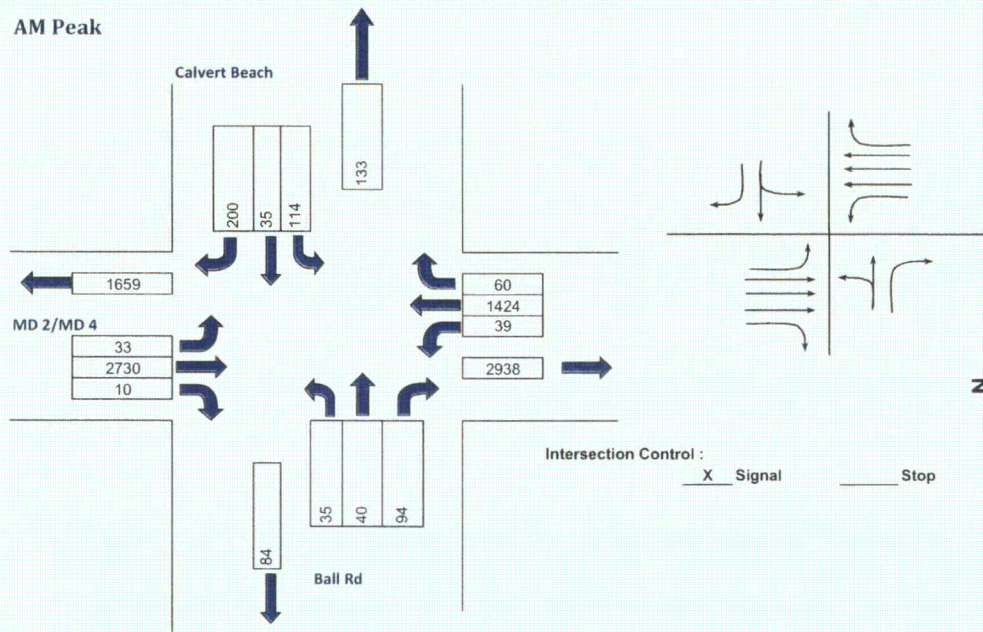 AM Peak
Calvert Beach
133
200
35
114
1659
60
1424
39
MD 2/MD 4
33
2730
10
2938
35
40
94
84
Ball Rd
Intersection Control :
X Signal Stop
N